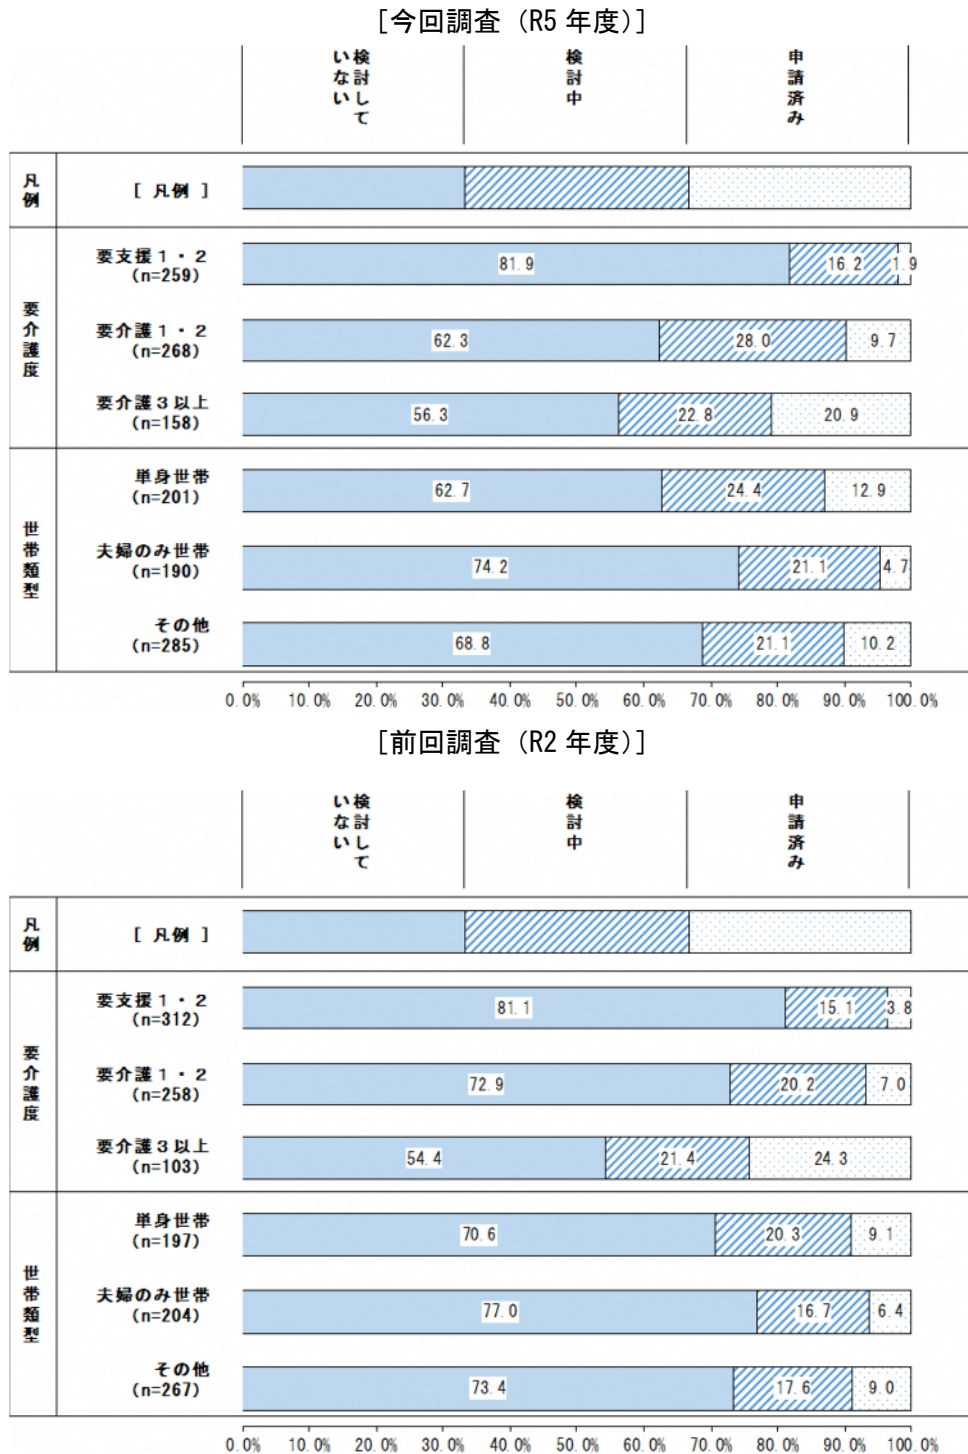 [今回調査（R5 年度）]
検討して
いない
検討中
申請済み
凡例
[ 凡例 ]
要介護度
要支援１・２
(n=259)
81.9
16.2
1.9
要介護１・２
(n=268)
62.3
28.0
9.7
要介護３以上
(n=158)
56.3
22.8
20.9
世帯類型
単身世帯
(n=201)
62.7
24.4
12.9
夫婦のみ世帯
(n=190)
74.2
21.1
4.7
その他
(n=285)
68.8
21.1
10.2
0.0% 10.0% 20.0% 30.0% 40.0% 50.0% 60.0% 70.0% 80.0% 90.0% 100.0%
[前回調査（R2 年度）]
検討して
いない
検討中
申請済み
凡例
[ 凡例 ]
要介護度
要支援１・２
(n=312)
81.1
15.1
3.8
要介護１・２
(n=258)
72.9
20.2
7.0
要介護３以上
(n=103)
54.4
21.4
24.3
世帯類型
単身世帯
(n=197)
70.6
20.3
9.1
夫婦のみ世帯
(n=204)
77.0
16.7
6.4
その他
(n=267)
73.4
17.6
9.0
0.0% 10.0% 20.0% 30.0% 40.0% 50.0% 60.0% 70.0% 80.0% 90.0% 100.0%